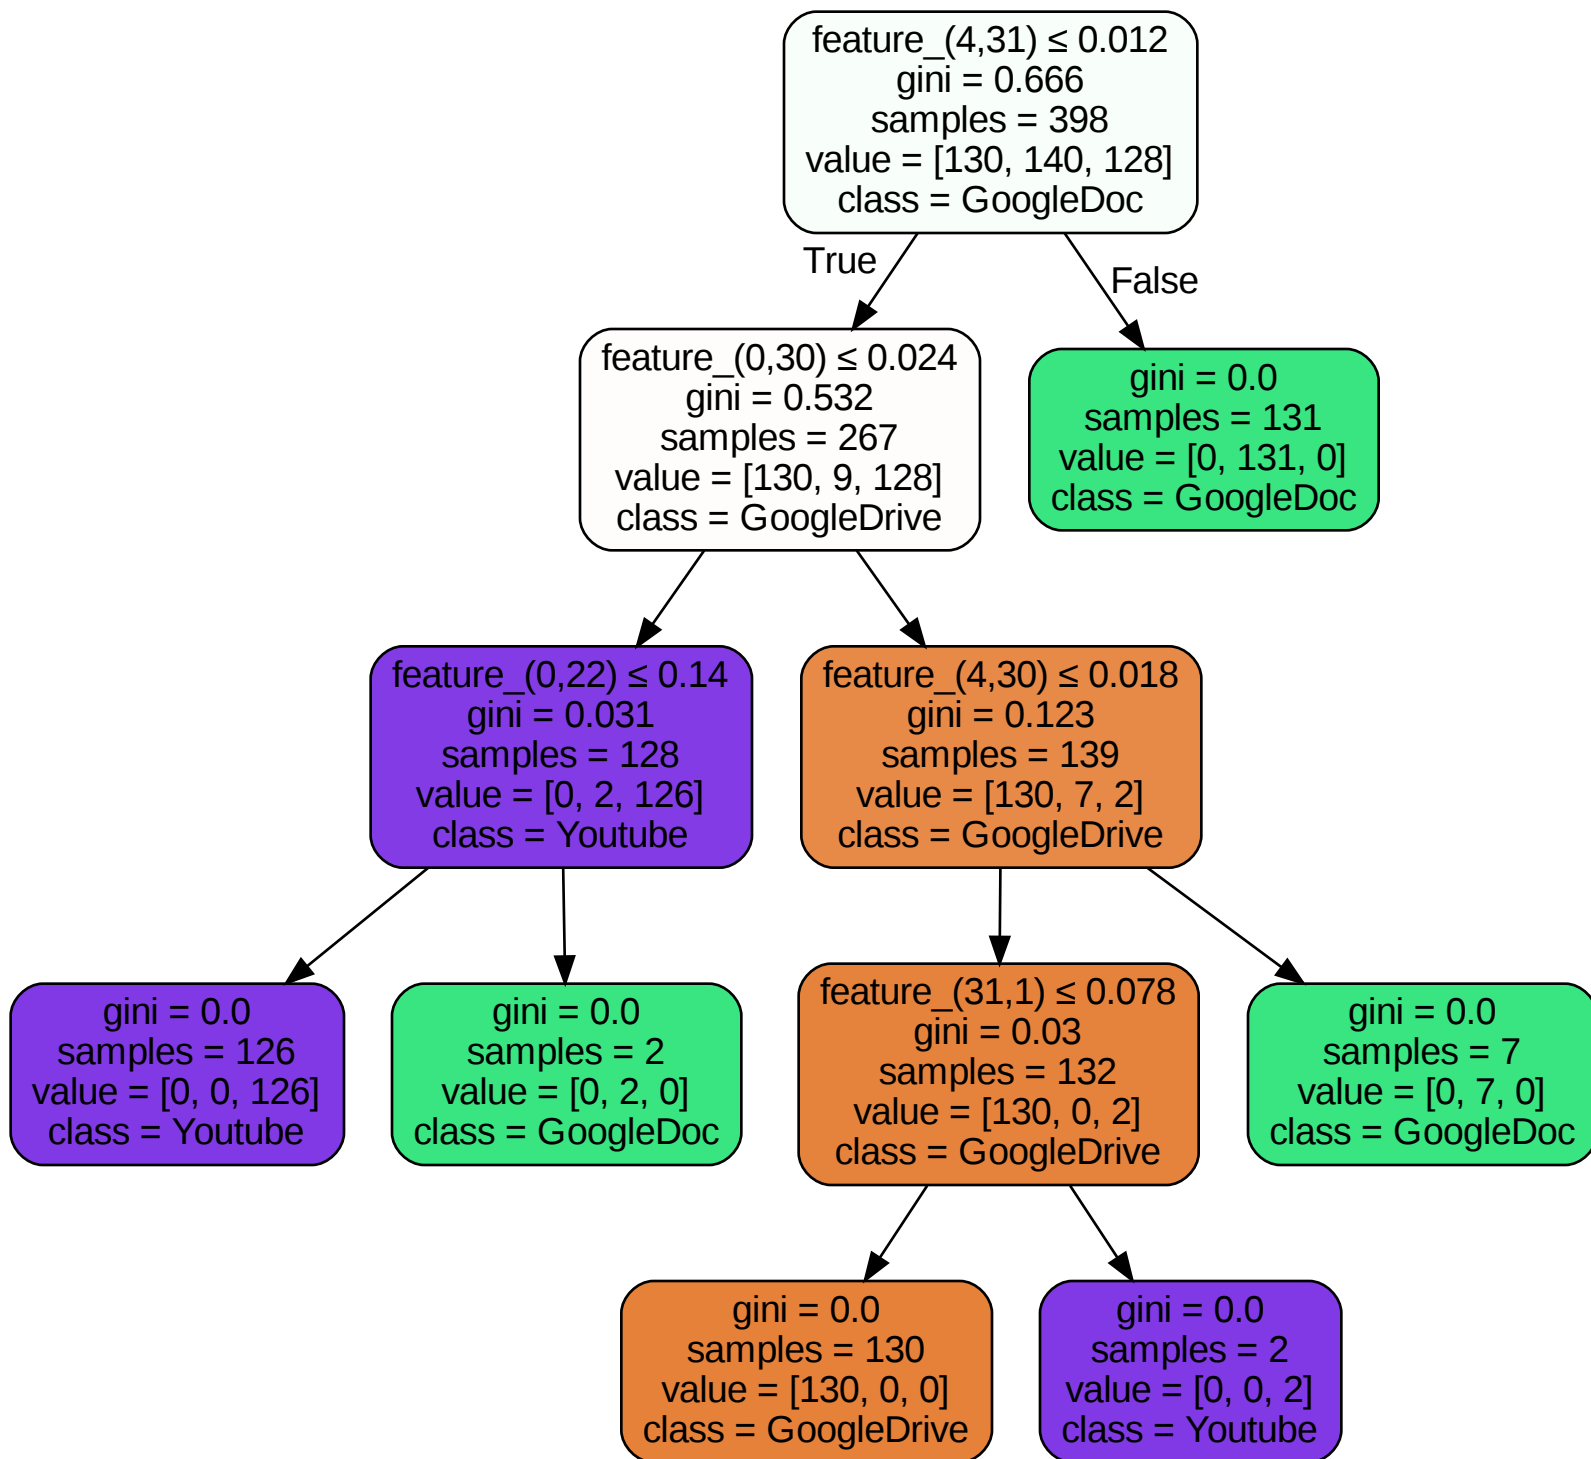 feature_(4,31) ≤ 0.012
gini = 0.666
samples = 398
value = [130, 140, 128]
class = GoogleDoc
True
False
feature_(0,30) ≤ 0.024
gini = 0.532
samples = 267
value = [130, 9, 128]
class = GoogleDrive
gini = 0.0
samples = 131
value = [0, 131, 0]
class = GoogleDoc
feature_(0,22) ≤ 0.14
gini = 0.031
samples = 128
value = [0, 2, 126]
class = Youtube
feature_(4,30) ≤ 0.018
gini = 0.123
samples = 139
value = [130, 7, 2]
class = GoogleDrive
gini = 0.0
samples = 126
value = [0, 0, 126]
class = Youtube
gini = 0.0
samples = 2
value = [0, 2, 0]
class = GoogleDoc
feature_(31,1) ≤ 0.078
gini = 0.03
samples = 132
value = [130, 0, 2]
class = GoogleDrive
gini = 0.0
samples = 7
value = [0, 7, 0]
class = GoogleDoc
gini = 0.0
samples = 130
value = [130, 0, 0]
class = GoogleDrive
gini = 0.0
samples = 2
value = [0, 0, 2]
class = Youtube